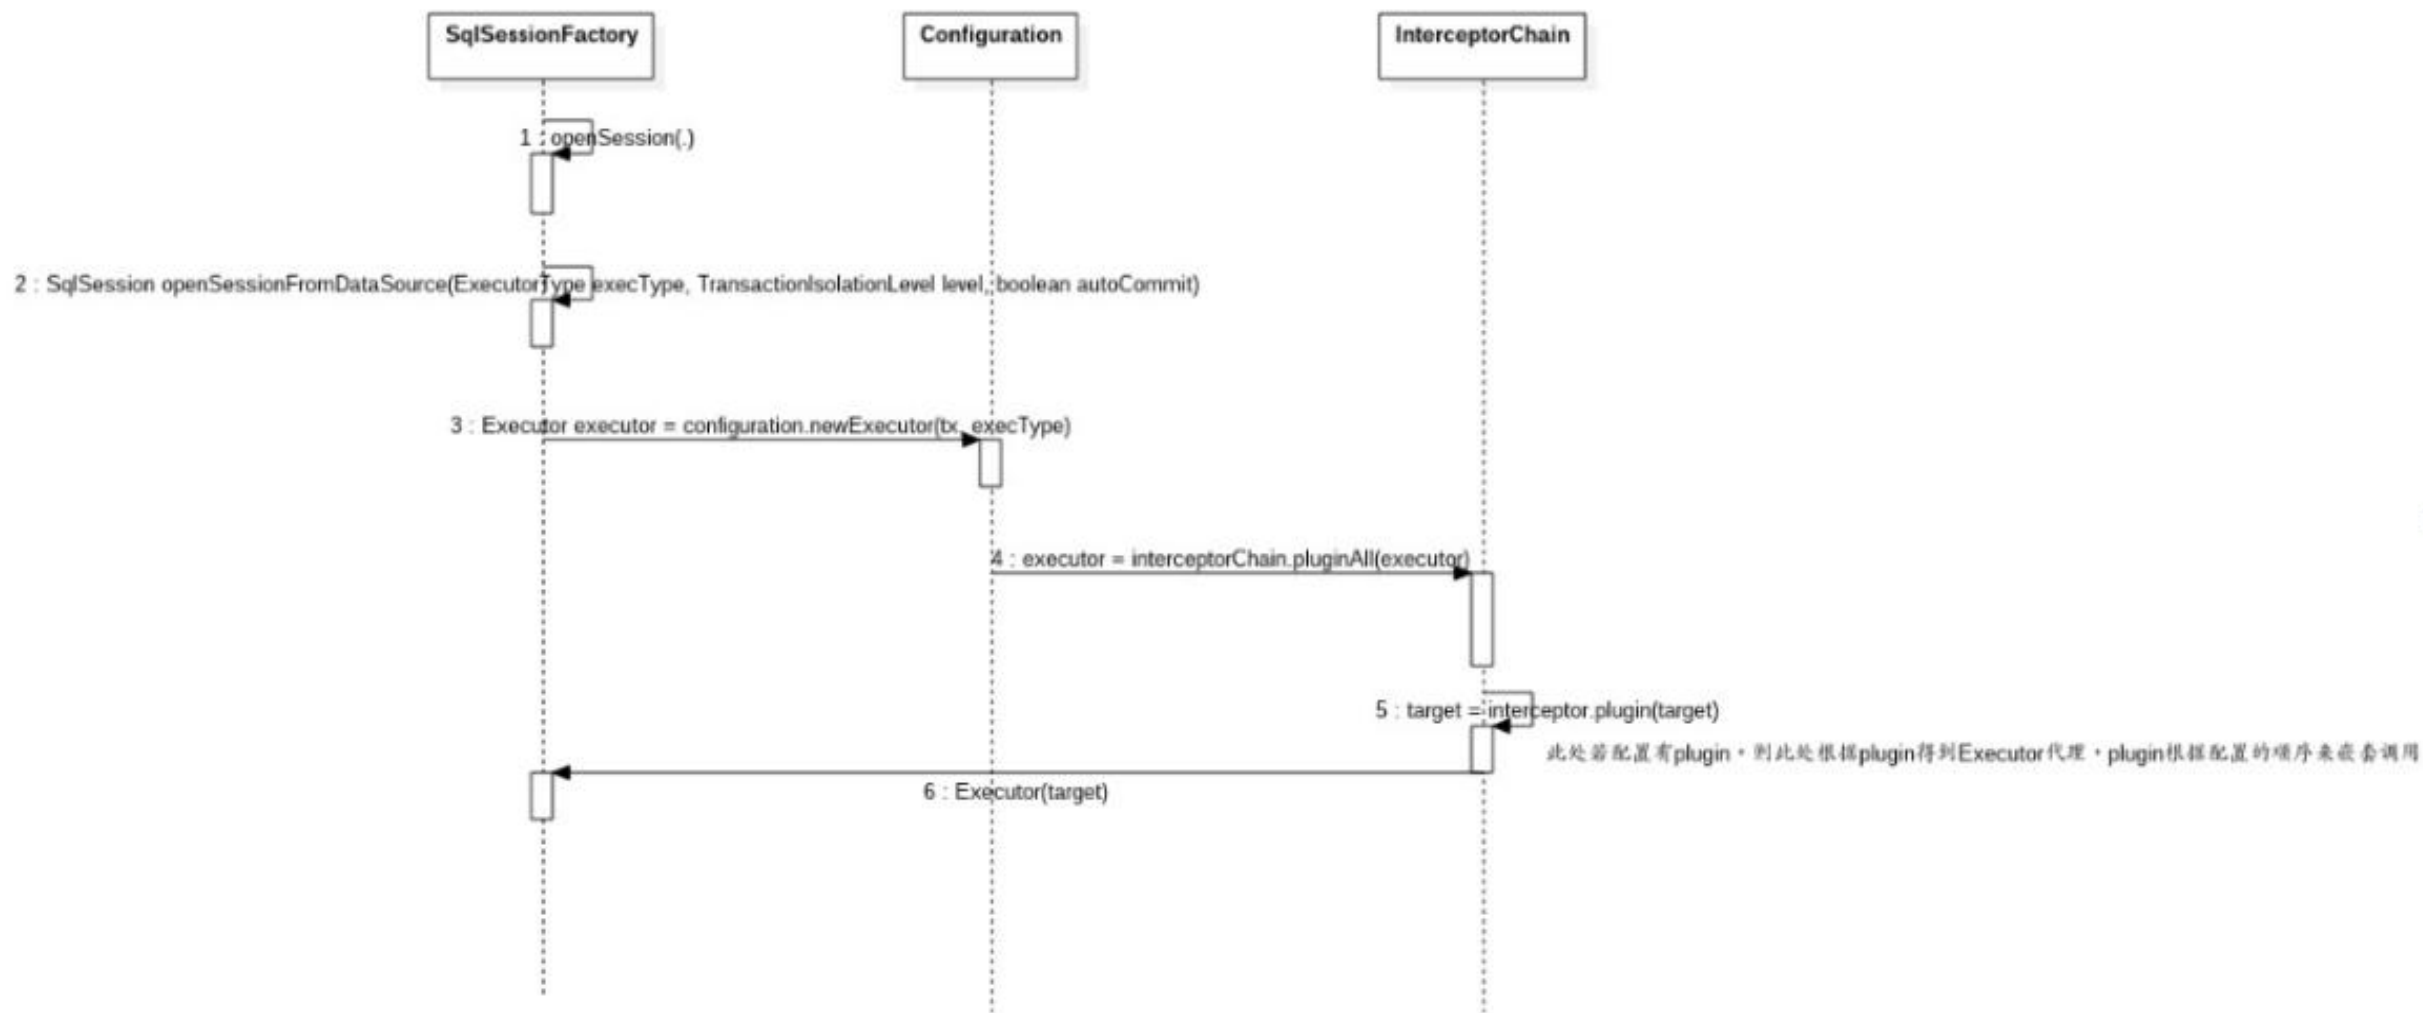 SqlSessionFactory
Configuration
InterceptorChain
1 : openSession(.)
2 : SqlSession openSessionFromDataSource(ExecutorType execType, TransactionIsolationLevel level, boolean autoCommit)
3 : Executor executor = configuration.newExecutor(tx, execType)
4 : executor = interceptorChain.pluginAll(executor)
5 : target = interceptor.plugin(target)
此处若配置有plugin，则此处根据plugin得到Executor代理，plugin根据配置的顺序来嵌套调用
6 : Executor(target)